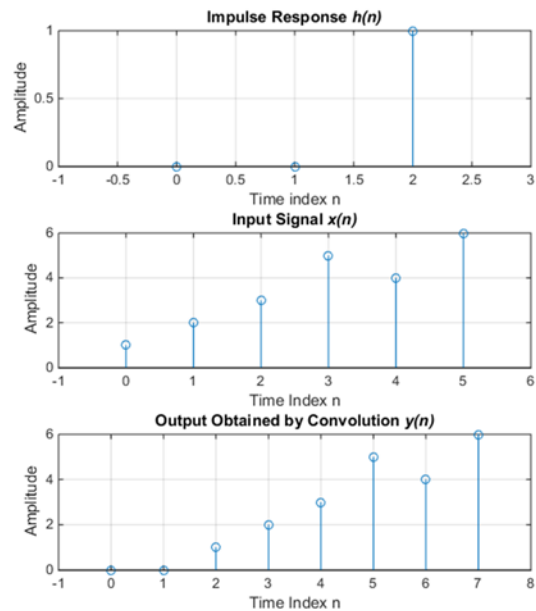 Impulse Response h(n)
1
0.5
0
Amplitude
-1 -0.5 0 0.5 1 1.5 2 2.5 3
Time index n
Input Signal x(n)
6
4
2
0
Amplitude
-1 0 1 2 3 4 5 6
Time Index n
Output Obtained by Convolution y(n)
6
4
2
0
Amplitude
-1 0 1 2 3 4 5 6 7 8
Time Index n